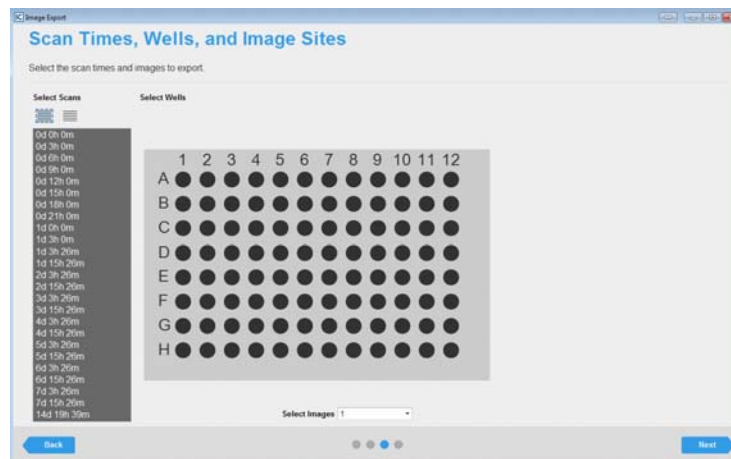 Image Export
Scan Times, Wells, and Image Sites
Select the scan times and images to export.
Select Scans
Select Wells
0d 0h 0m
0d 3h 0m
0d 6h 0m
0d 9h 0m
0d 12h 0m
0d 15h 0m
0d 18h 0m
0d 21h 0m
1d 0h 0m
1d 3h 0m
1d 3h 26m
1d 15h 26m
2d 3h 26m
2d 15h 26m
3d 3h 26m
3d 15h 26m
4d 3h 26m
4d 15h 26m
5d 3h 26m
5d 15h 26m
6d 3h 26m
6d 15h 26m
7d 3h 26m
7d 15h 26m
14d 19h 39m
1 2 3 4 5 6 7 8 9 10 11 12
A
B
C
D
E
F
G
H
Select Images 1
Back
Next